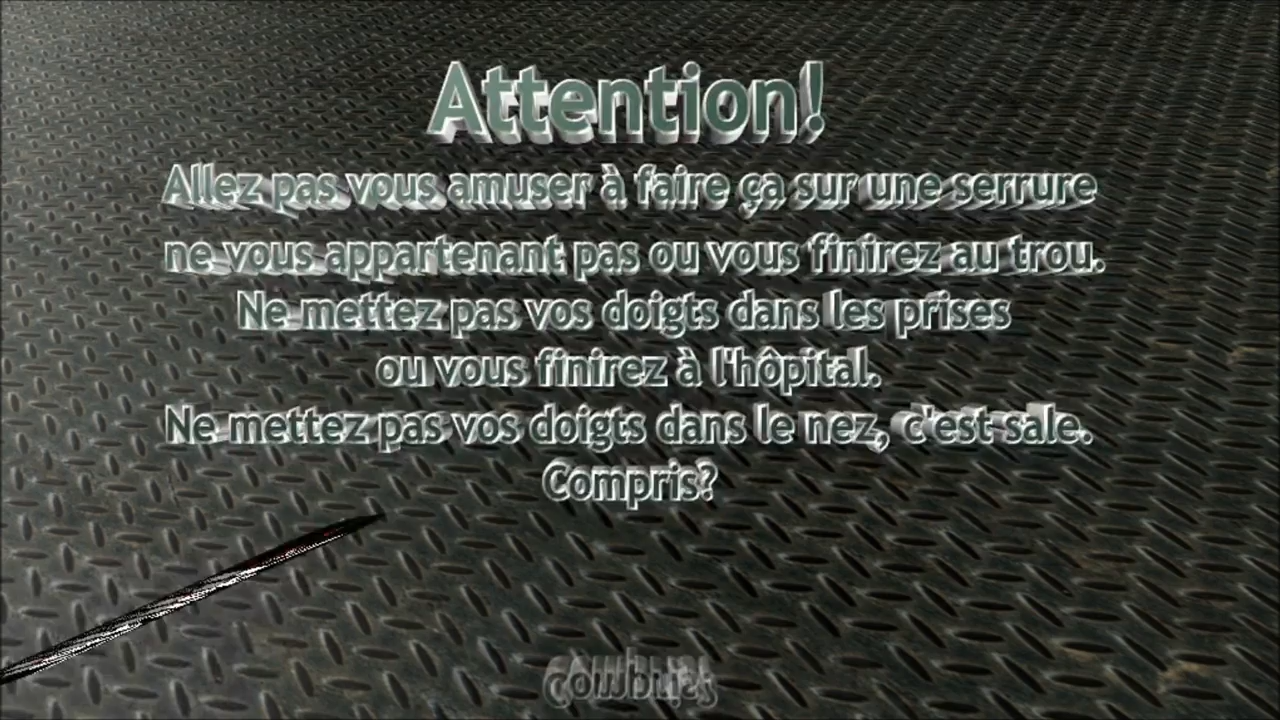 Attention!
Allez pas vous amuser à faire ça sur une serrure
ne vous appartenant pas ou vous finirez au trou.
Ne mettez pas vos doigts dans les prises
ou vous finirez à l'hôpital.
Ne mettez pas vos doigts dans le nez, c'est sale.
Compris?